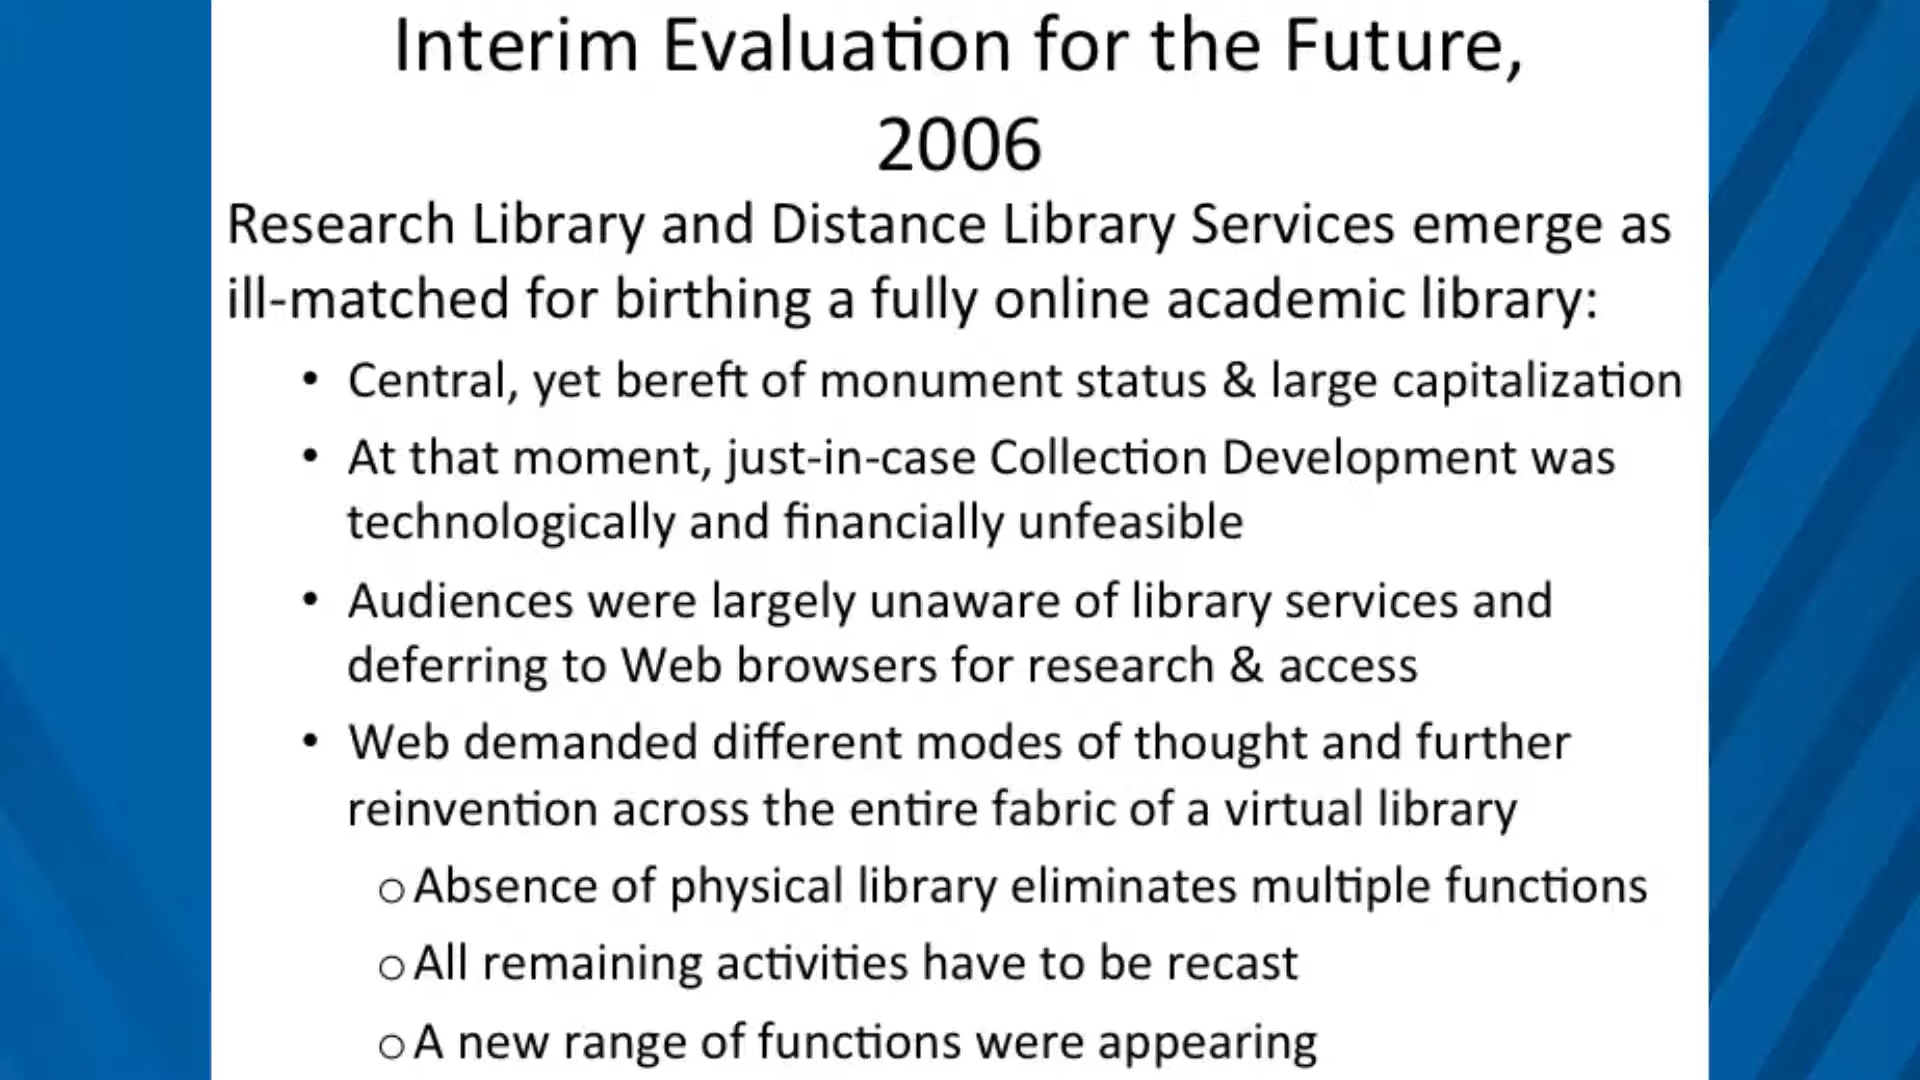 Interim Evaluation for the Future,
2006
Research Library and Distance Library Services emerge as
ill-matched for birthing a fully online academic library:
• Central, yet bereft of monument status & large capitalization
• At that moment, just-in-case Collection Development was
technologically and financially unfeasible
• Audiences were largely unaware of library services and
deferring to Web browsers for research & access
• Web demanded different modes of thought and further
reinvention across the entire fabric of a virtual library
o Absence of physical library eliminates multiple functions
o All remaining activities have to be recast
o A new range of functions were appearing